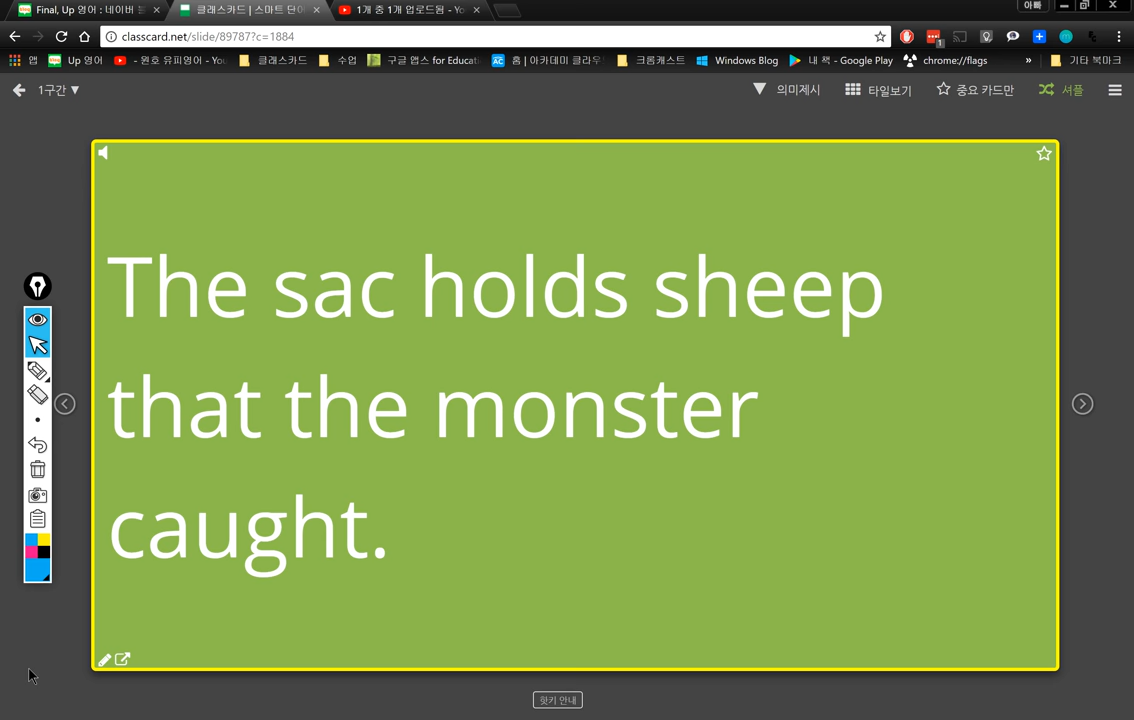 Final, Up 영어 : 네이버
클래스카드 | 스마트 단어
1개 중 1개 업로드됨 - Yo
아빠
classcard.net/slide/89787?c=1884
앱
Up 영어
- 원호 유피영어 - You
클래스카드
수업
구글 앱스 for Educati
홈 | 아카데미 클라우
크롬캐스트
Windows Blog
내 책 - Google Play
chrome://flags
»
기타 북마크
1구간 ▼
의미제시
타일보기
중요 카드만
셔플
The sac holds sheep
that the monster
caught.
핫키 안내